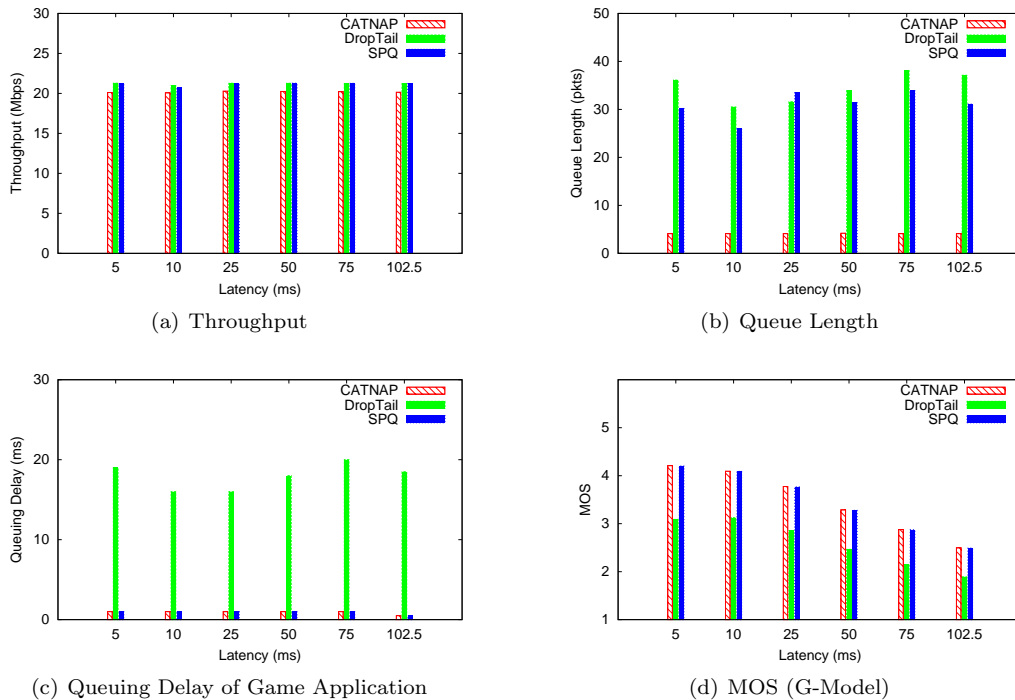 30
25
20
15
10
5
0
Throughput (Mbps)
CATNAP
DropTail
SPQ
5 10 25 50 75 102.5
Latency (ms)
(a) Throughput
50
40
30
20
10
0
Queue Length (pkts)
CATNAP
DropTail
SPQ
5 10 25 50 75 102.5
Latency (ms)
(b) Queue Length
30
20
10
0
Queuing Delay (ms)
CATNAP
DropTail
SPQ
5 10 25 50 75 102.5
Latency (ms)
(c) Queuing Delay of Game Application
5
4
3
2
1
MOS
CATNAP
DropTail
SPQ
5 10 25 50 75 102.5
Latency (ms)
(d) MOS (G-Model)